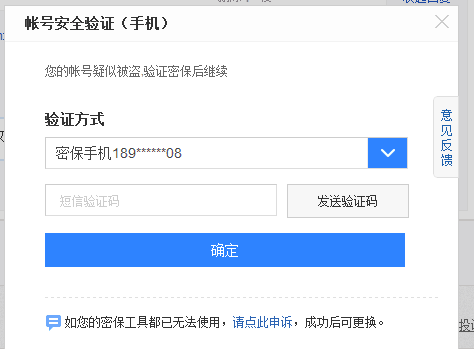 帐号安全验证（手机）
您的帐号疑似被盗,验证密保后继续
验证方式
密保手机189******08
短信验证码
发送验证码
确定
如您的密保工具都已无法使用，请点此申诉，成功后可更换。
意见反馈